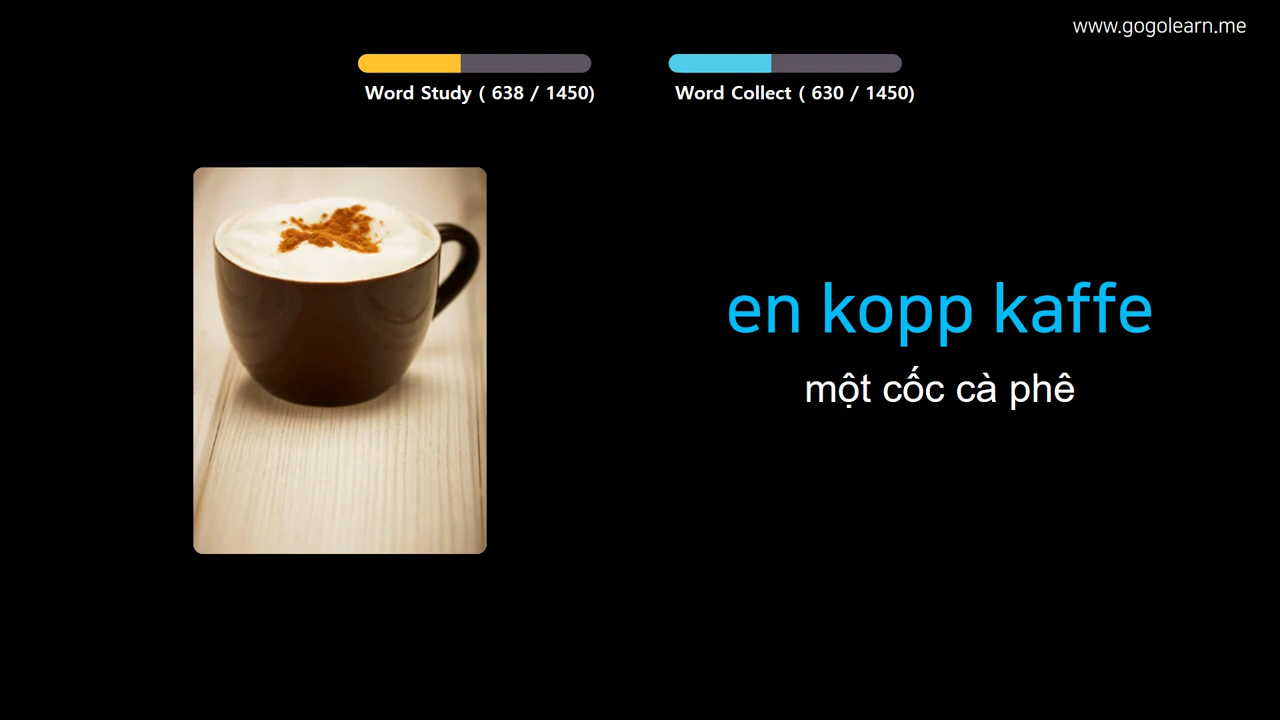 www.gogolearn.me
Word Study ( 638 / 1450)
Word Collect ( 630 / 1450)
en kopp kaffe
một cốc cà phê